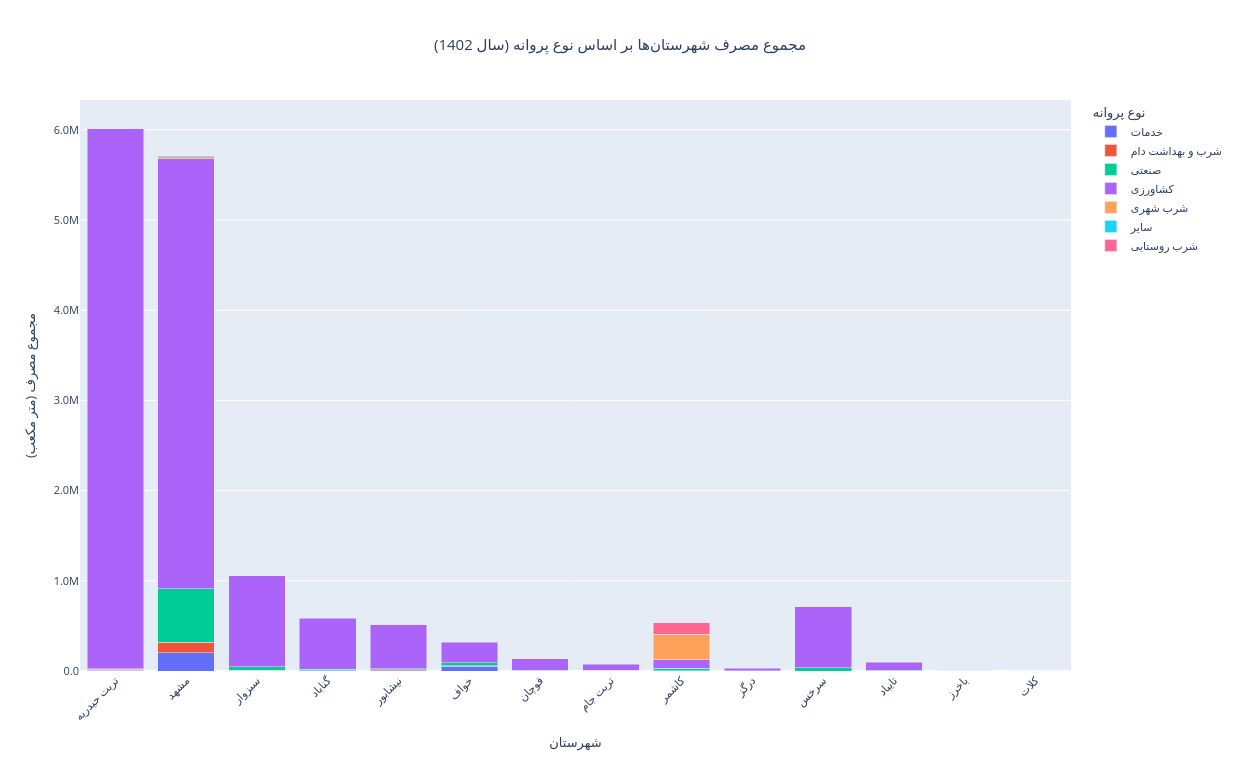 مجموع مصرف شهرستان‌ها بر اساس نوع پروانه (سال 1402)
نوع پروانه
خدمات
شرب و بهداشت دام
صنعتی
کشاورزی
شرب شهری
سایر
شرب روستایی
مجموع مصرف (متر مکعب)
6.0M
5.0M
4.0M
3.0M
2.0M
1.0M
0.0
تربت حیدریه
مشهد
سبزوار
گناباد
نیشابور
خواف
قوچان
تربت جام
کاشمر
درگز
سرخس
تایباد
باخرز
کلات
شهرستان